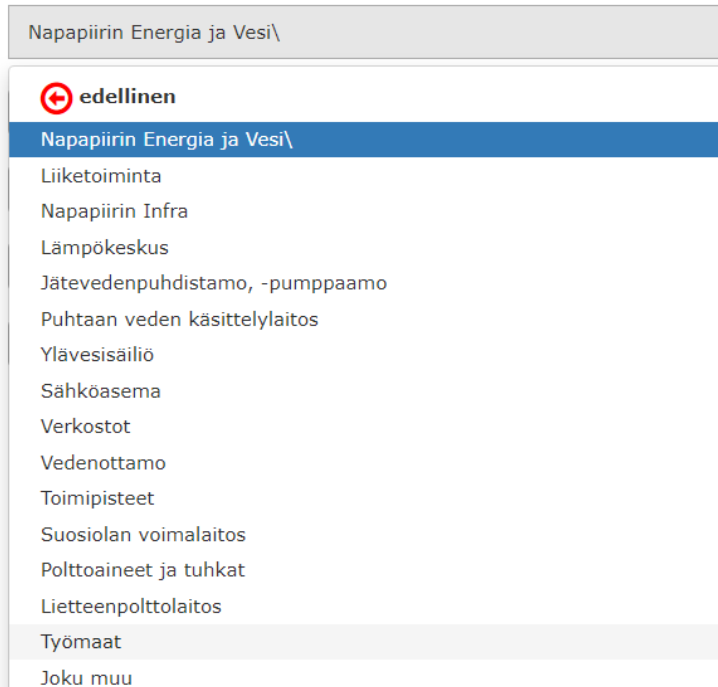 Napapiirin Energia ja Vesi\
edellinen
Napapiirin Energia ja Vesi\
Liiketoiminta
Napapiirin Infra
Lämpökeskus
Jätevedenpuhdistamo, -pumppaamo
Puhtaan veden käsittelylaitos
Ylävesisäiliö
Sähköasema
Verkostot
Vedenottamo
Toimipisteet
Suosiolan voimalaitos
Polttoaineet ja tuhkat
Lietteenpolttolaitos
Työmaat
Joku muu